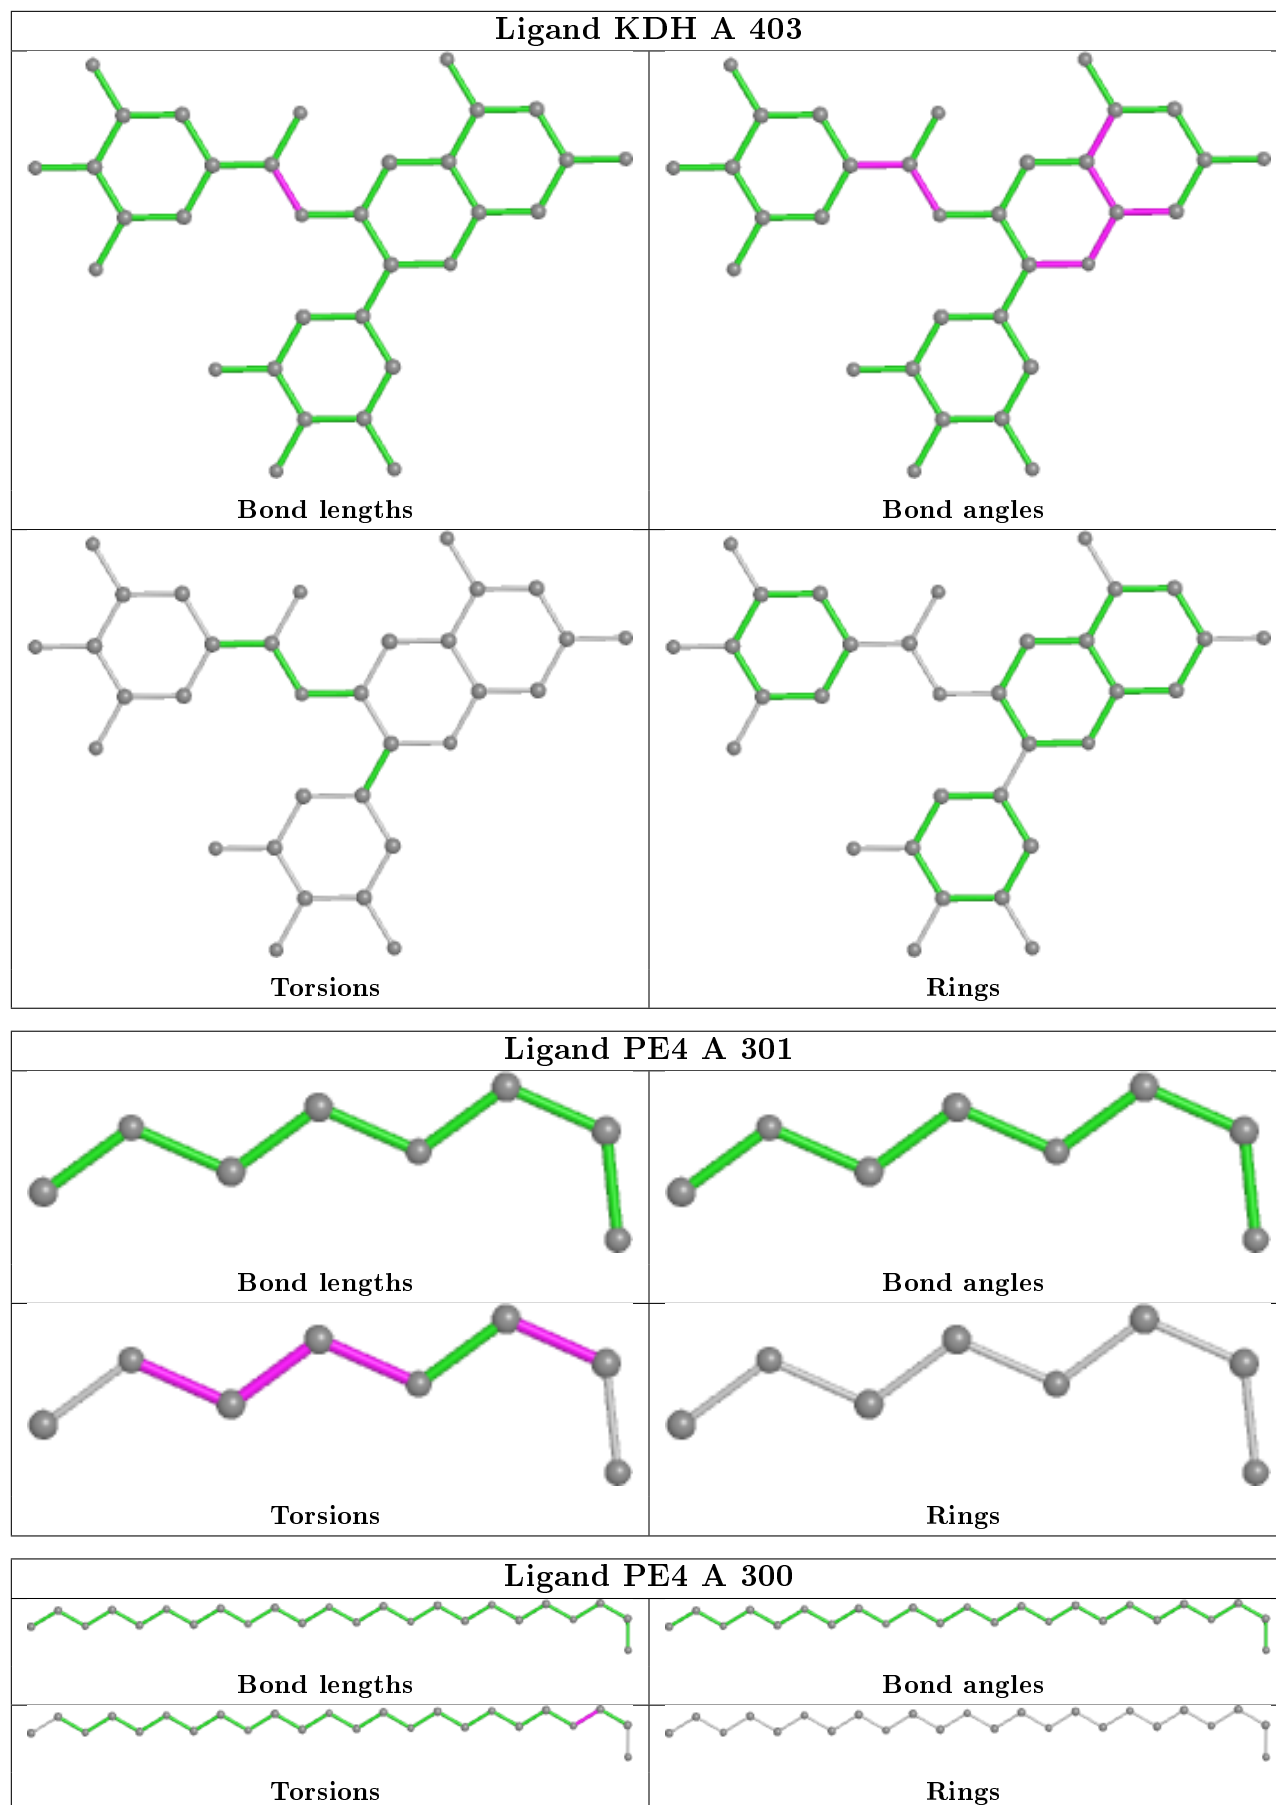 Ligand KDH A 403
Bond lengths
Bond angles
Torsions
Rings
Ligand PE4 A 301
Bond lengths
Bond angles
Torsions
Rings
Ligand PE4 A 300
Bond lengths
Bond angles
Torsions
Rings